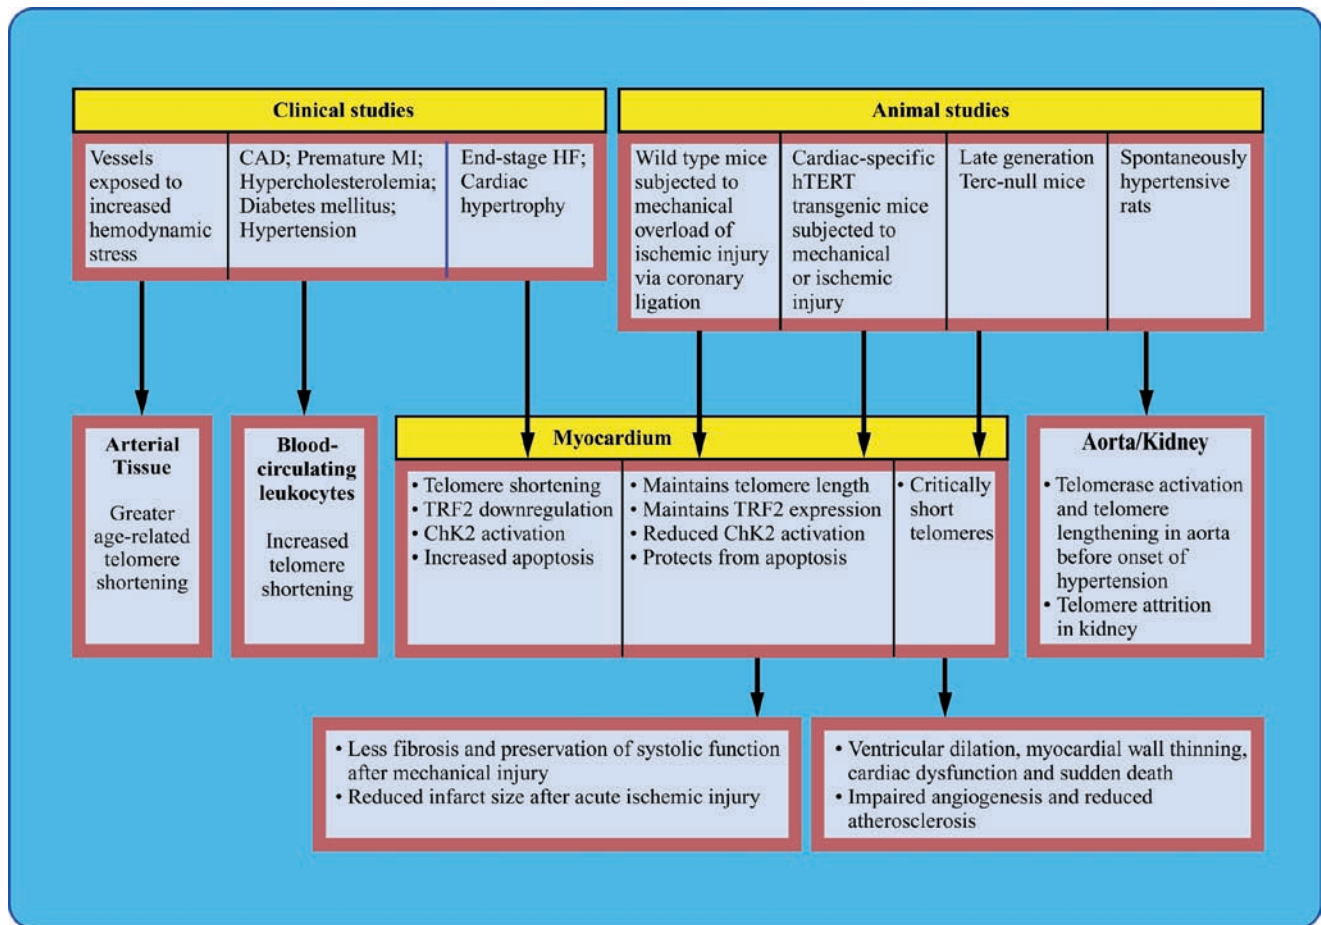 Clinical studies
Vessels
exposed to
increased
hemodynamic
stress
CAD; Premature MI;
Hypercholesterolemia;
Diabetes mellitus;
Hypertension
End-stage HF;
Cardiac
hypertrophy
Animal studies
Wild type mice
subjected to
mechanical
overload of
ischemic injury
via coronary
ligation
Cardiac-specific
hTERT
transgenic mice
subjected to
mechanical
or ischemic
injury
Late generation
Terc-null mice
Spontaneously
hypertensive
rats
Arterial
Tissue
Greater
age-related
telomere
shortening
Blood-
circulating
leukocytes
Increased
telomere
shortening
Myocardium
• Telomere shortening
• TRF2 downregulation
• ChK2 activation
• Increased apoptosis
• Maintains telomere length
• Maintains TRF2 expression
• Reduced ChK2 activation
• Protects from apoptosis
• Critically
short
telomeres
Aorta/Kidney
• Telomerase activation
and telomere
lengthening in aorta
before onset of
hypertension
• Telomere attrition
in kidney
• Less fibrosis and preservation of systolic function
after mechanical injury
• Reduced infarct size after acute ischemic injury
• Ventricular dilation, myocardial wall thinning,
cardiac dysfunction and sudden death
• Impaired angiogenesis and reduced
atherosclerosis